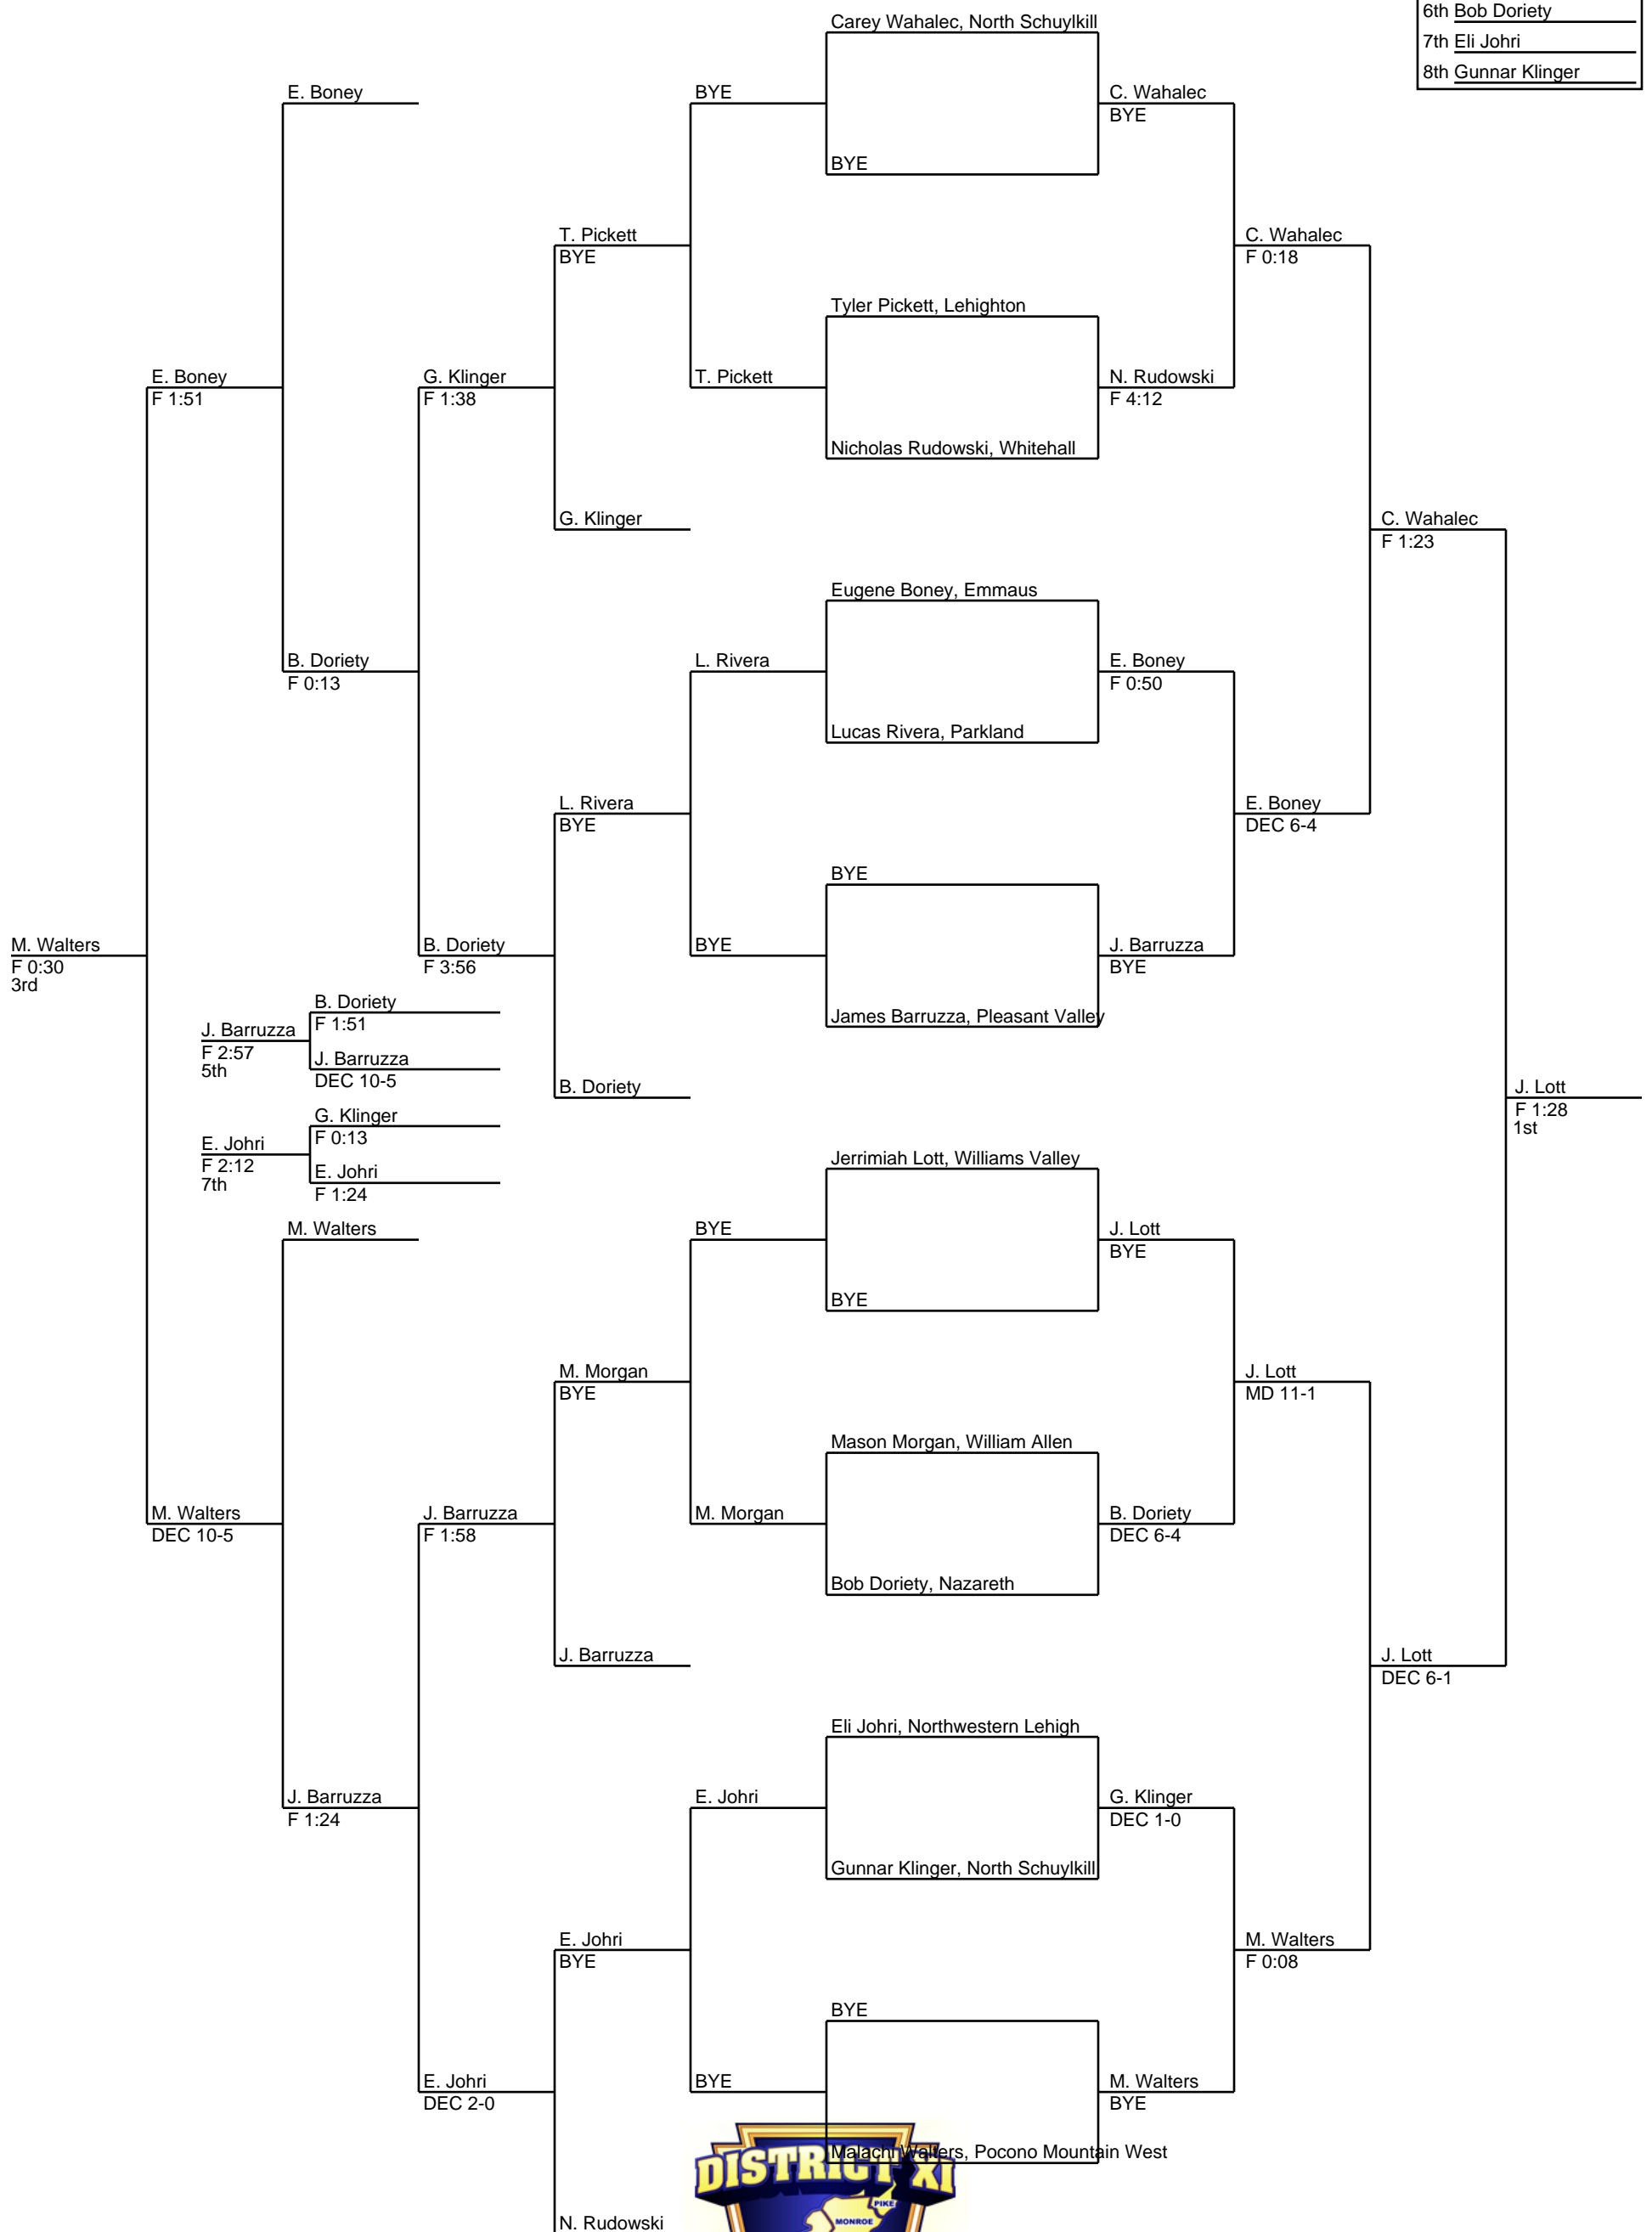 6th Bob Doriety
7th Eli Johri
8th Gunnar Klinger
Carey Wahalec, North Schuylkill
E. Boney
BYE
C. Wahalec
BYE
BYE
T. Pickett
BYE
C. Wahalec
F 0:18
Tyler Pickett, Lehighton
E. Boney
F 1:51
G. Klinger
F 1:38
T. Pickett
N. Rudowski
F 4:12
Nicholas Rudowski, Whitehall
G. Klinger
C. Wahalec
F 1:23
Eugene Boney, Emmaus
B. Doriety
F 0:13
L. Rivera
E. Boney
F 0:50
Lucas Rivera, Parkland
L. Rivera
BYE
E. Boney
DEC 6-4
BYE
M. Walters
F 0:30
3rd
B. Doriety
F 3:56
BYE
J. Barruzza
BYE
James Barruzza, Pleasant Valley
B. Doriety
F 1:51
J. Barruzza
F 2:57
5th
J. Barruzza
DEC 10-5
B. Doriety
J. Lott
F 1:28
1st
G. Klinger
F 0:13
E. Johri
F 2:12
7th
E. Johri
F 1:24
Jerrimiah Lott, Williams Valley
M. Walters
BYE
J. Lott
BYE
BYE
M. Morgan
BYE
J. Lott
MD 11-1
Mason Morgan, William Allen
M. Walters
DEC 10-5
J. Barruzza
F 1:58
M. Morgan
B. Doriety
DEC 6-4
Bob Doriety, Nazareth
J. Barruzza
J. Lott
DEC 6-1
Eli Johri, Northwestern Lehigh
J. Barruzza
F 1:24
E. Johri
G. Klinger
DEC 1-0
Gunnar Klinger, North Schuylkill
E. Johri
BYE
M. Walters
F 0:08
BYE
E. Johri
DEC 2-0
BYE
M. Walters
BYE
Malachi Walters, Pocono Mountain West
DISTRICT XI
PIKE
MONROE
N. Rudowski